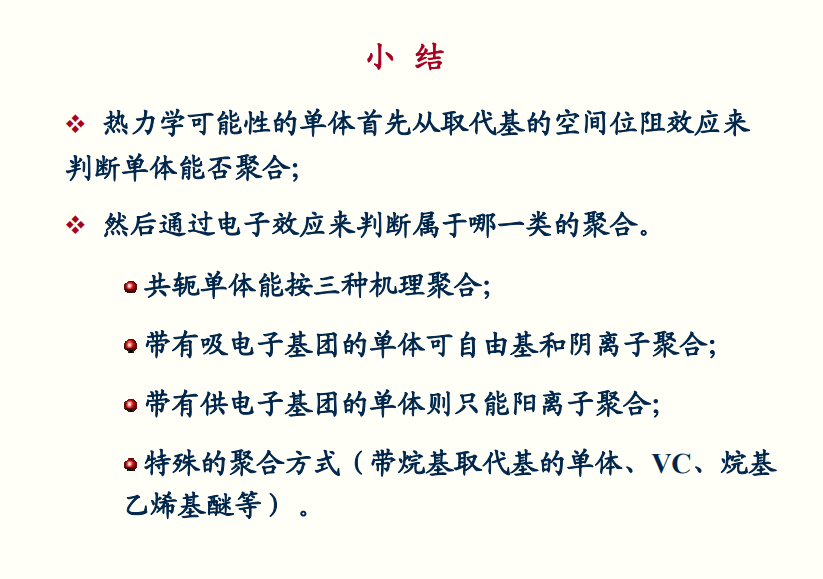 小 结
热力学可能性的单体首先从取代基的空间位阻效应来
判断单体能否聚合;
然后通过电子效应来判断属于哪一类的聚合。
共轭单体能按三种机理聚合;
带有吸电子基团的单体可自由基和阴离子聚合;
带有供电子基团的单体则只能阳离子聚合;
特殊的聚合方式（带烷基取代基的单体、VC、烷基
乙烯基醚等）。